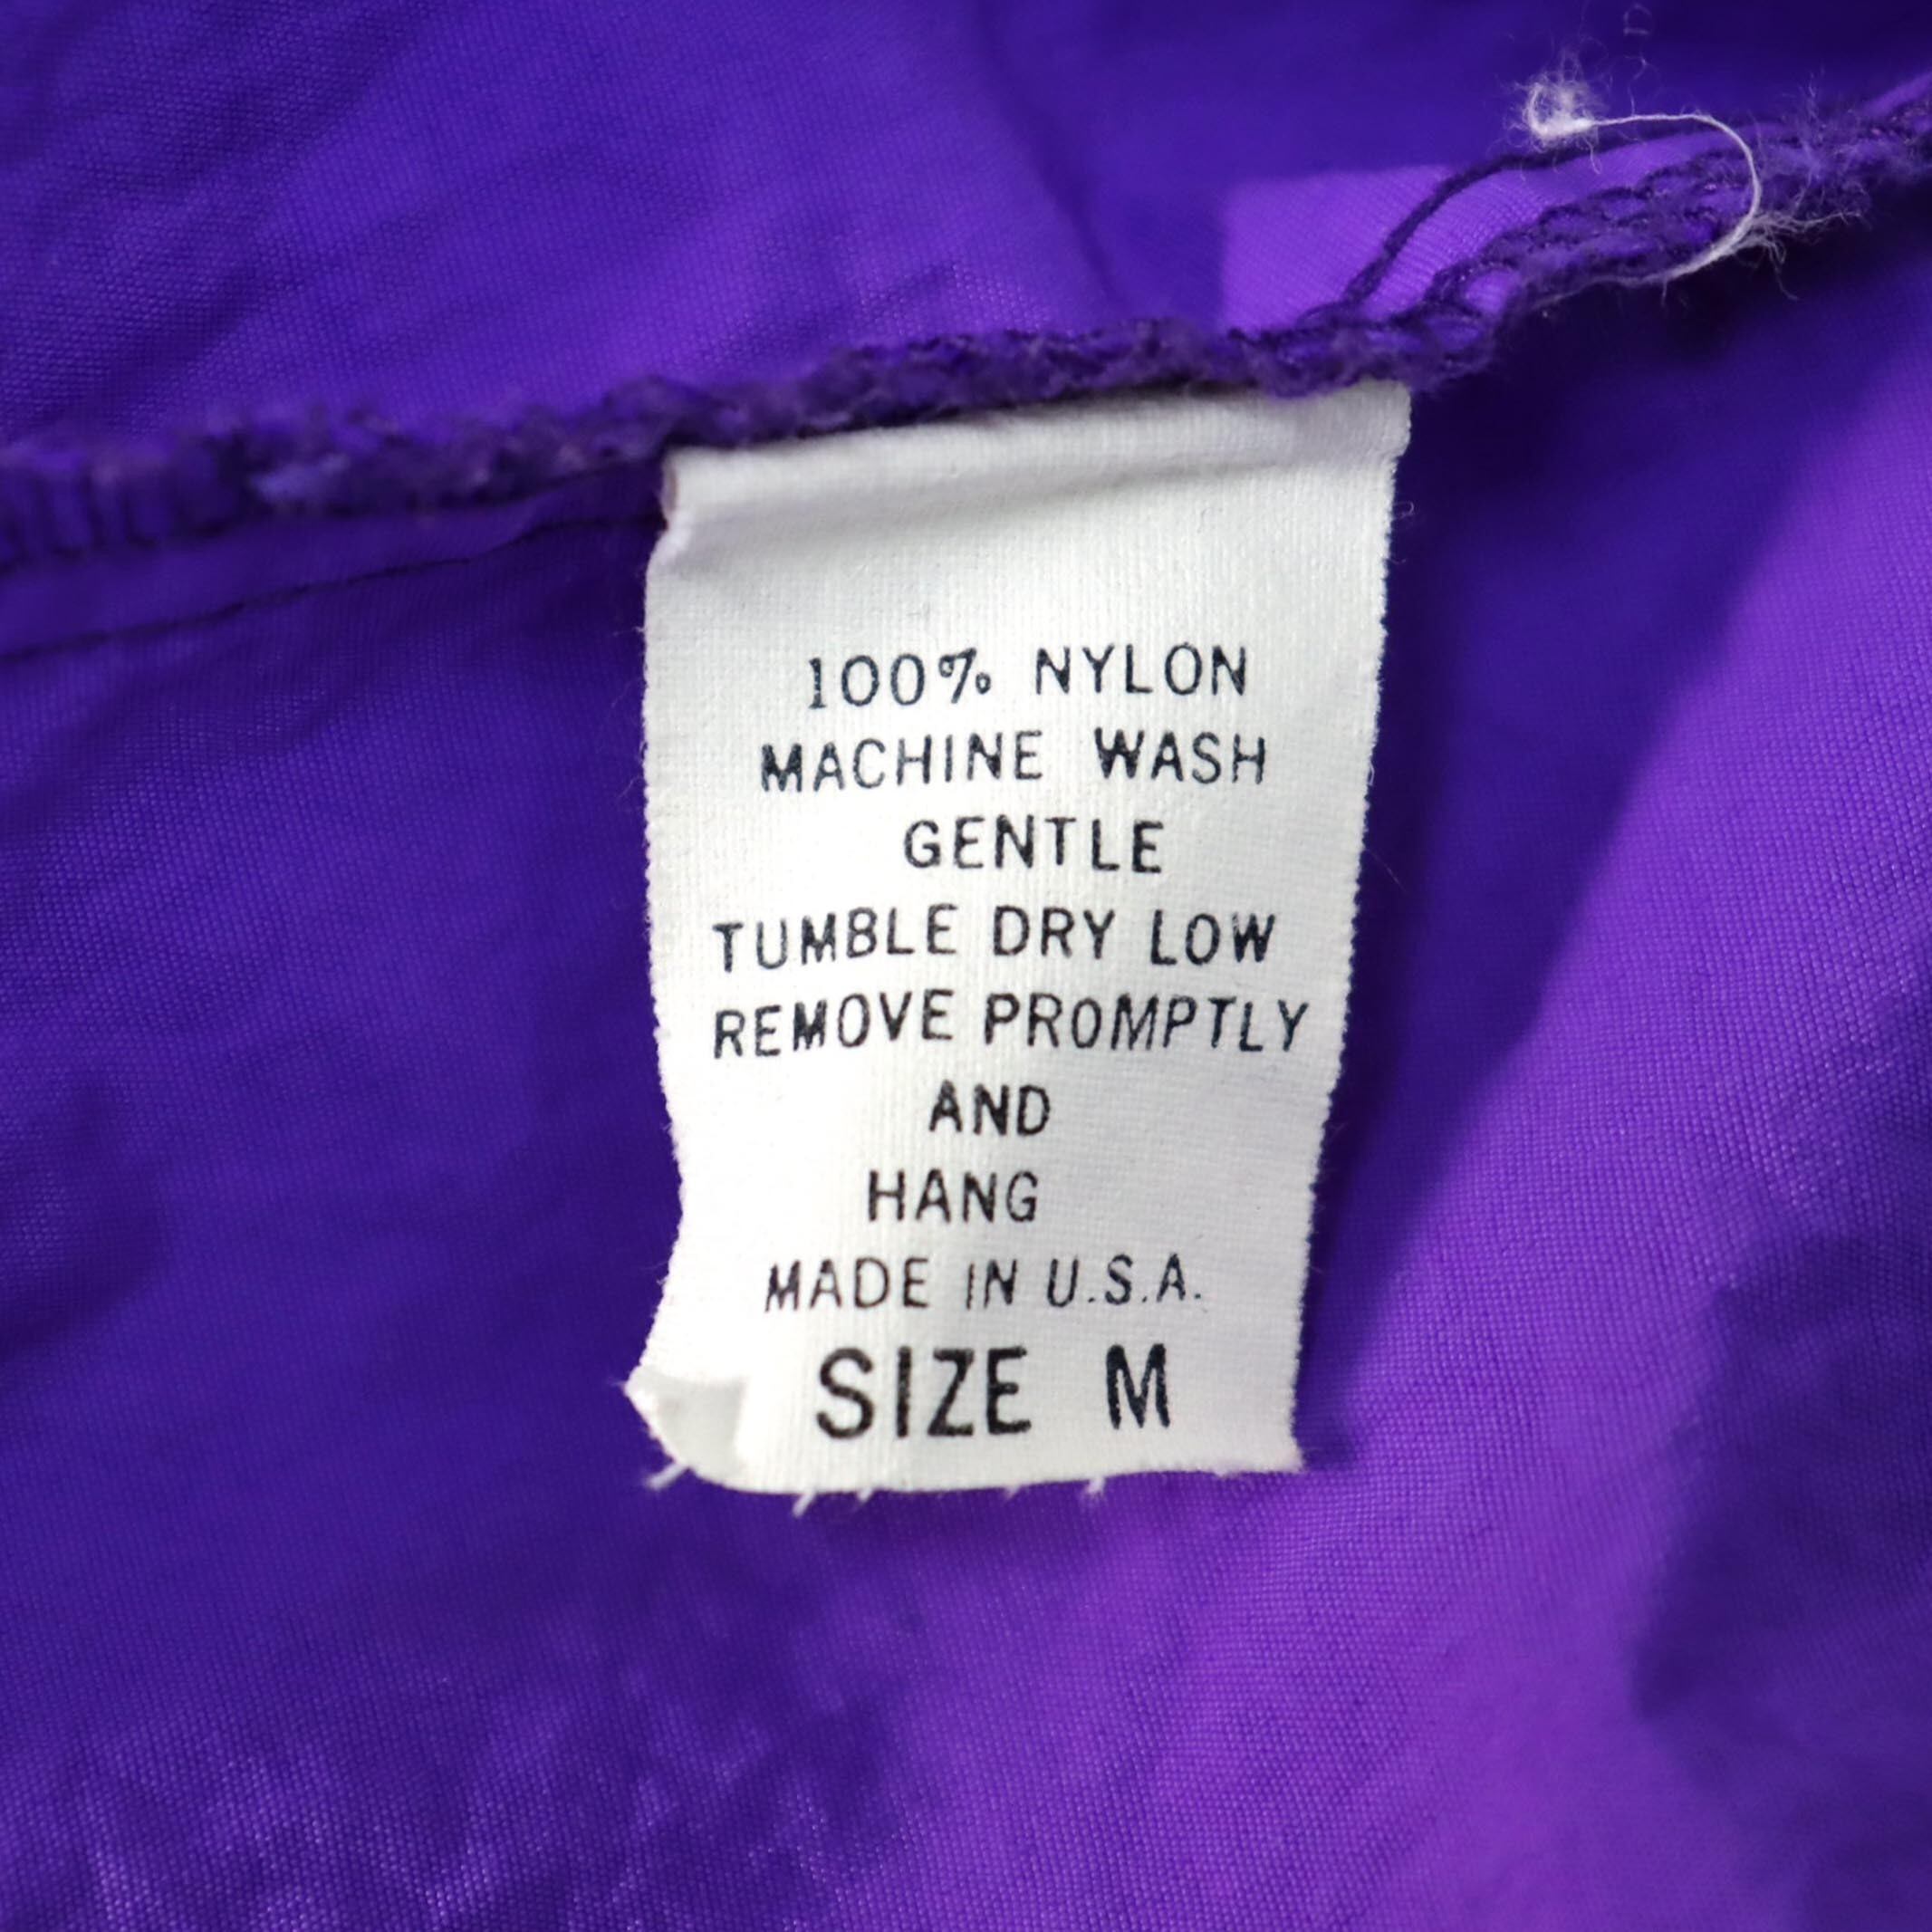 100% NYLON
MACHINE WASH
GENTLE
TUMBLE DRY LOW
REMOVE PROMPTLY
AND
HANG
MADE IN U.S.A.
SIZE M